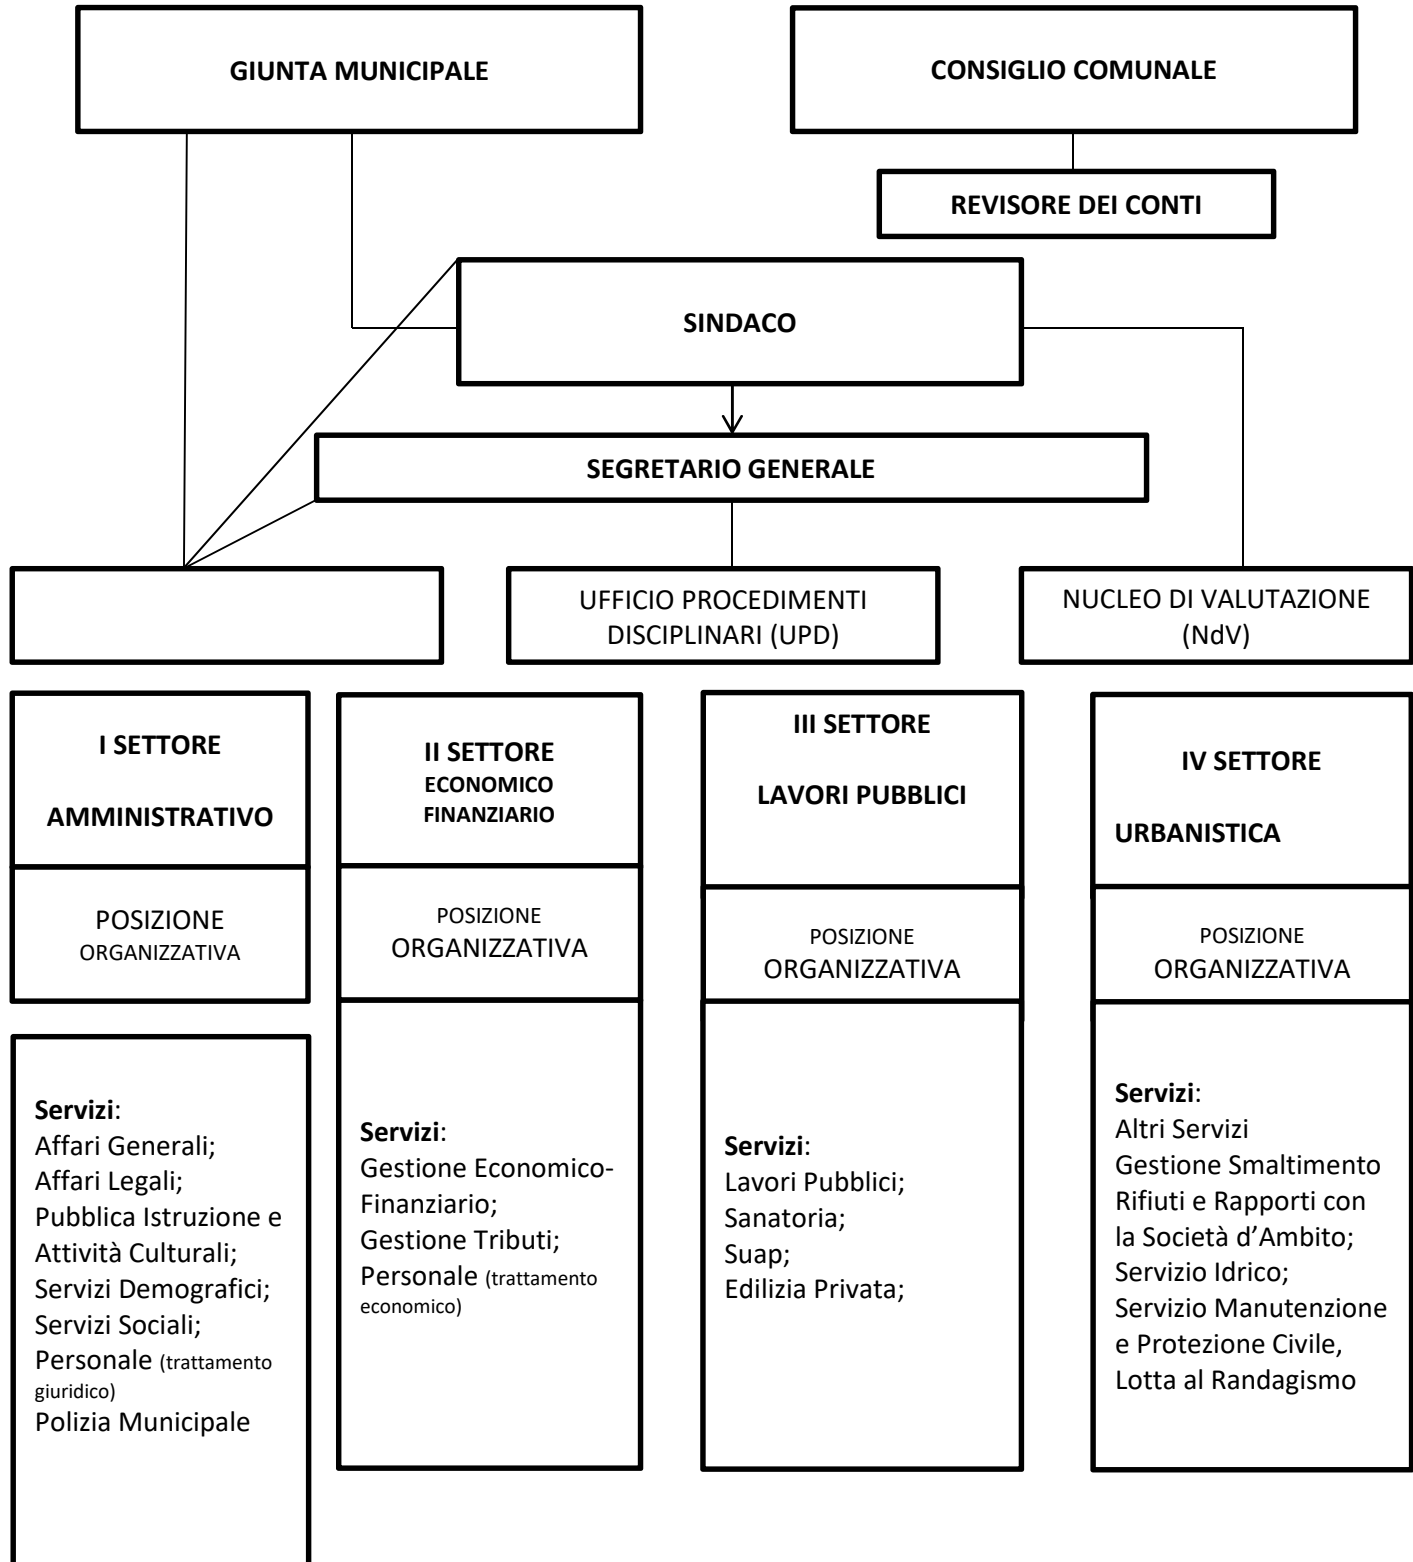 GIUNTA MUNICIPALE
CONSIGLIO COMUNALE
REVISORE DEI CONTI
SINDACO
SEGRETARIO GENERALE
UFFICIO PROCEDIMENTI
DISCIPLINARI (UPD)
NUCLEO DI VALUTAZIONE
(NdV)
I SETTORE
AMMINISTRATIVO
POSIZIONE
ORGANIZZATIVA
Servizi:
Affari Generali;
Affari Legali;
Pubblica Istruzione e
Attività Culturali;
Servizi Demografici;
Servizi Sociali;
Personale (trattamento
giuridico)
Polizia Municipale
II SETTORE
ECONOMICO
FINANZIARIO
POSIZIONE
ORGANIZZATIVA
Servizi:
Gestione Economico-
Finanziario;
Gestione Tributi;
Personale (trattamento
economico)
III SETTORE
LAVORI PUBBLICI
POSIZIONE
ORGANIZZATIVA
Servizi:
Lavori Pubblici;
Sanatoria;
Suap;
Edilizia Privata;
IV SETTORE
URBANISTICA
POSIZIONE
ORGANIZZATIVA
Servizi:
Altri Servizi
Gestione Smaltimento
Rifiuti e Rapporti con
la Società d’Ambito;
Servizio Idrico;
Servizio Manutenzione
e Protezione Civile,
Lotta al Randagismo